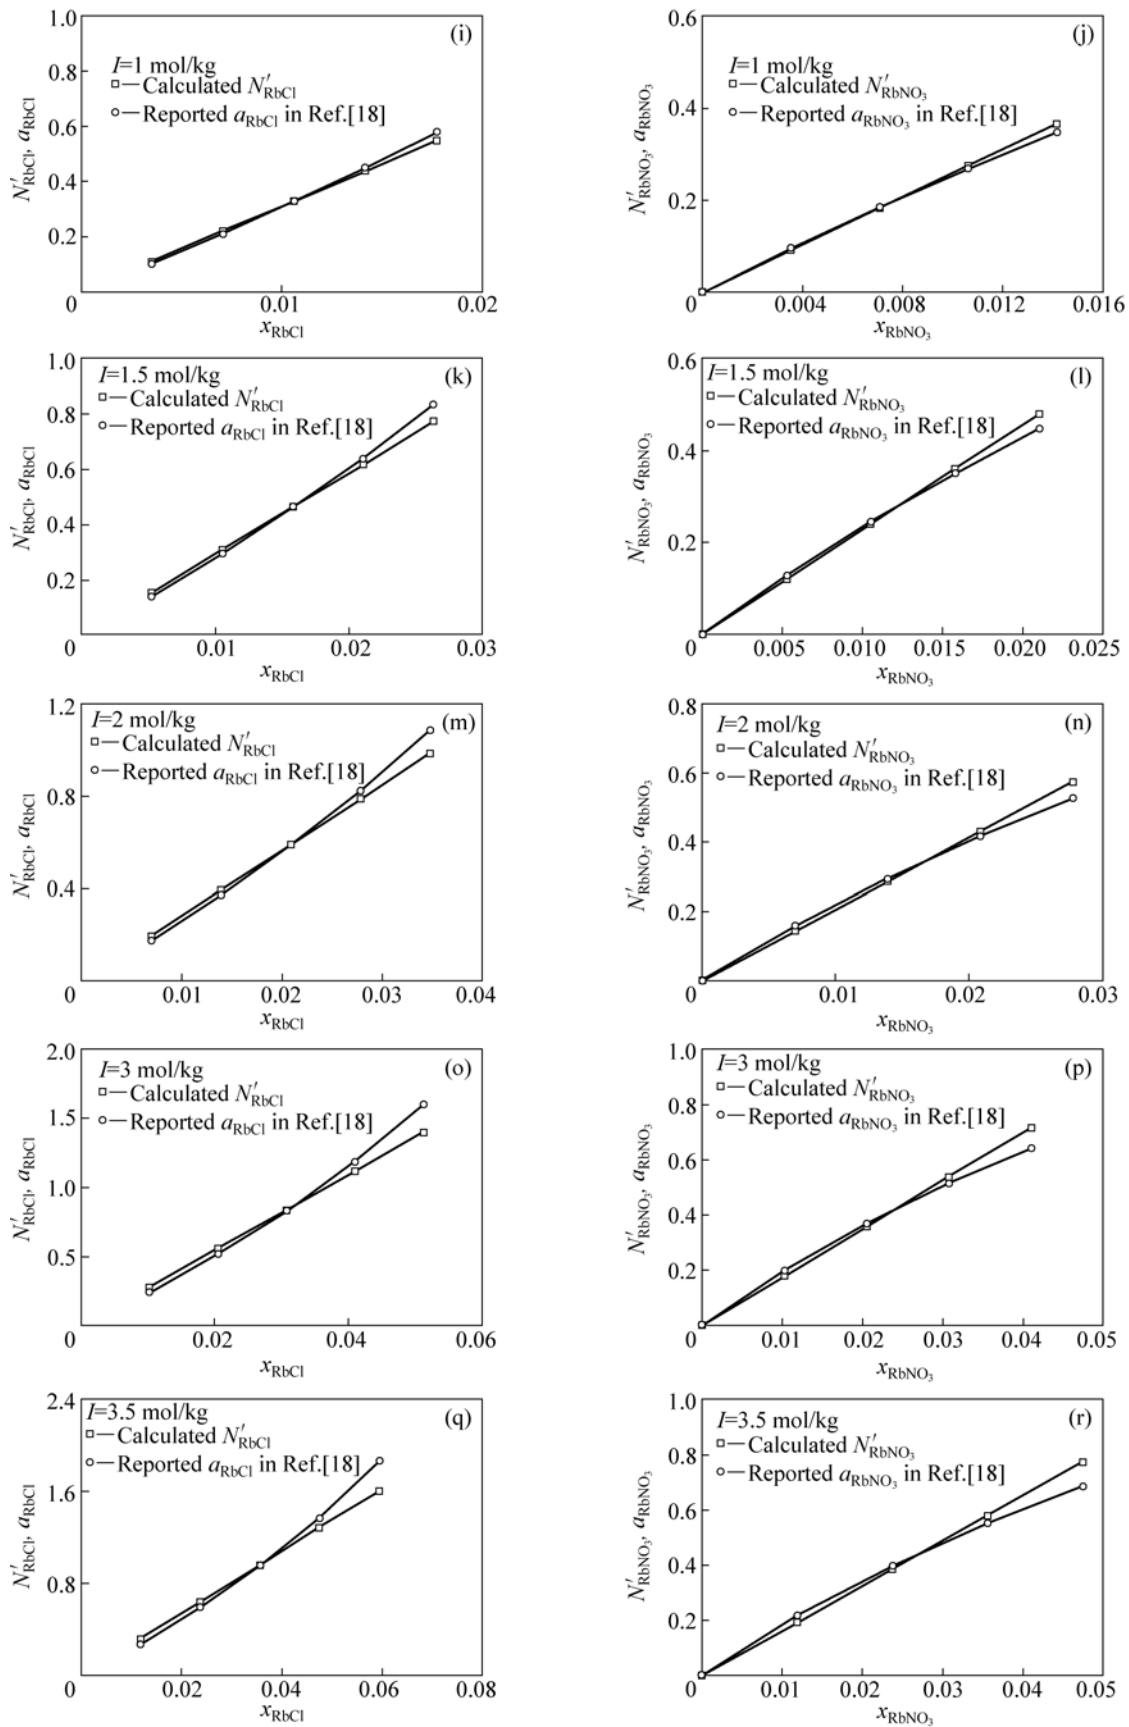 (i)
I=1 mol/kg
Calculated N′RbCl
Reported aRbCl in Ref.[18]
N′RbCl, aRbCl
1.0
0.8
0.6
0.4
0.2
0
0.01
0.02
xRbCl
(j)
I=1 mol/kg
Calculated N′RbNO3
Reported aRbNO3 in Ref.[18]
N′RbNO3, aRbNO3
0.6
0.4
0.2
0
0.004
0.008
0.012
0.016
xRbNO3
(k)
I=1.5 mol/kg
Calculated N′RbCl
Reported aRbCl in Ref.[18]
N′RbCl, aRbCl
1.0
0.8
0.6
0.4
0.2
0
0.01
0.02
0.03
xRbCl
(l)
I=1.5 mol/kg
Calculated N′RbNO3
Reported aRbNO3 in Ref.[18]
N′RbNO3, aRbNO3
0.6
0.4
0.2
0
0.005
0.010
0.015
0.020
0.025
xRbNO3
(m)
I=2 mol/kg
Calculated N′RbCl
Reported aRbCl in Ref.[18]
N′RbCl, aRbCl
1.2
0.8
0.4
0
0.01
0.02
0.03
0.04
xRbCl
(n)
I=2 mol/kg
Calculated N′RbNO3
Reported aRbNO3 in Ref.[18]
N′RbNO3, aRbNO3
0.8
0.6
0.4
0.2
0
0.01
0.02
0.03
xRbNO3
(o)
I=3 mol/kg
Calculated N′RbCl
Reported aRbCl in Ref.[18]
N′RbCl, aRbCl
2.0
1.5
1.0
0.5
0
0.02
0.04
0.06
xRbCl
(p)
I=3 mol/kg
Calculated N′RbNO3
Reported aRbNO3 in Ref.[18]
N′RbNO3, aRbNO3
1.0
0.8
0.6
0.4
0.2
0
0.01
0.02
0.03
0.04
0.05
xRbNO3
(q)
I=3.5 mol/kg
Calculated N′RbCl
Reported aRbCl in Ref.[18]
N′RbCl, aRbCl
2.4
1.6
0.8
0
0.02
0.04
0.06
0.08
xRbCl
(r)
I=3.5 mol/kg
Calculated N′RbNO3
Reported aRbNO3 in Ref.[18]
N′RbNO3, aRbNO3
1.0
0.8
0.6
0.4
0.2
0
0.01
0.02
0.03
0.04
0.05
xRbNO3